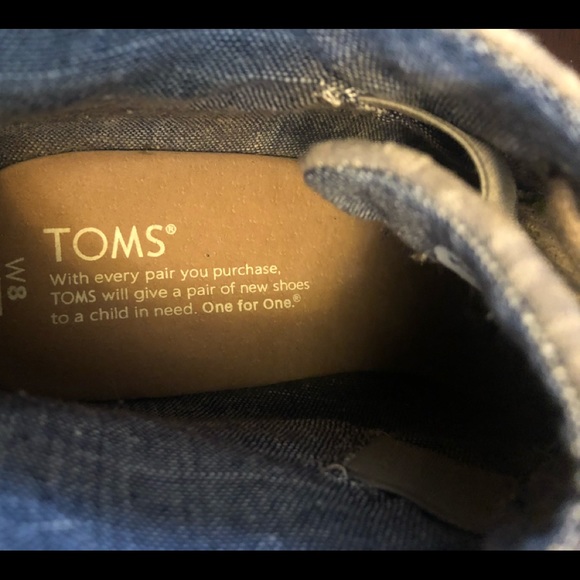 TOMS®
With every pair you purchase,
TOMS will give a pair of new shoes
to a child in need. One for One.®
W8